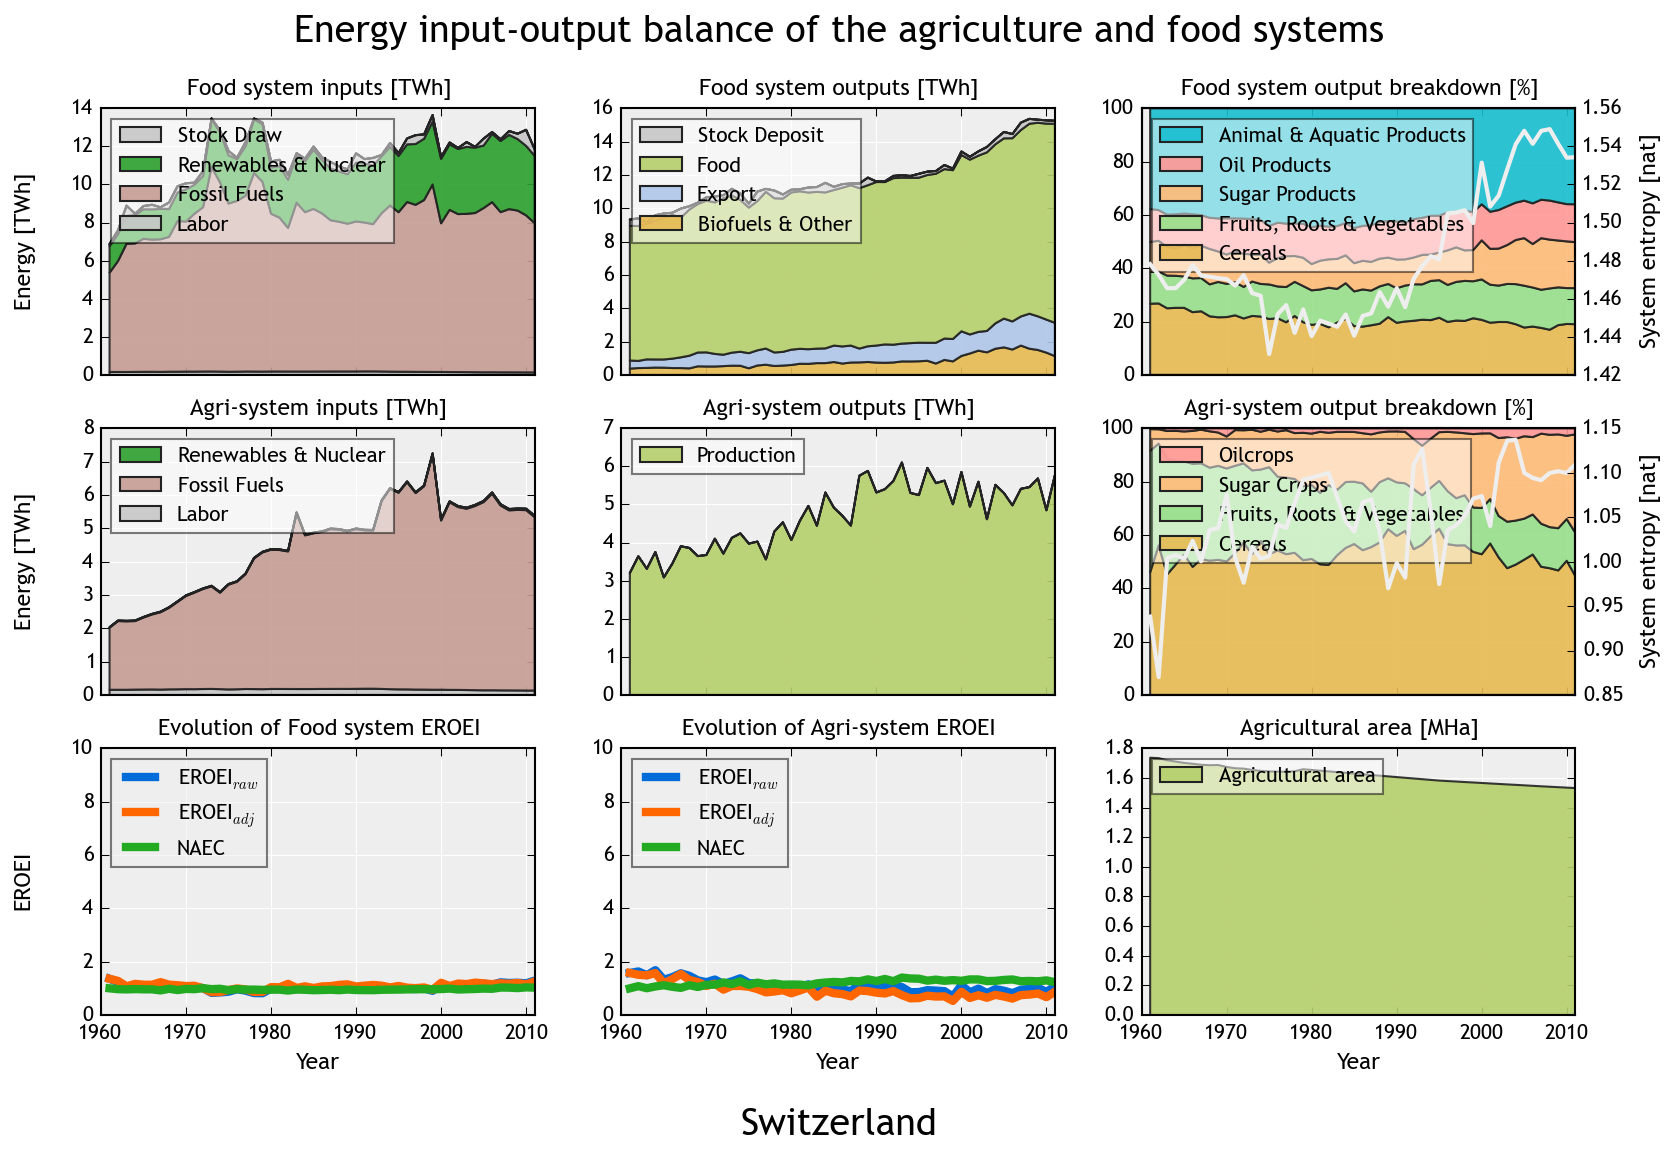 Energy input-output balance of the agriculture and food systems
Food system inputs [TWh]
Energy [TWh]
14
12
10
8
6
4
2
0
Stock Draw
Renewables & Nuclear
Fossil Fuels
Labor
Food system outputs [TWh]
16
14
12
10
8
6
4
2
0
Stock Deposit
Food
Export
Biofuels & Other
Food system output breakdown [%]
100
80
60
40
20
0
Animal & Aquatic Products
Oil Products
Sugar Products
Fruits, Roots & Vegetables
Cereals
1.56
1.54
1.52
1.50
1.48
1.46
1.44
1.42
System entropy [nat]
Agri-system inputs [TWh]
Energy [TWh]
8
7
6
5
4
3
2
1
0
Renewables & Nuclear
Fossil Fuels
Labor
Agri-system outputs [TWh]
7
6
5
4
3
2
1
0
Production
Agri-system output breakdown [%]
100
80
60
40
20
0
Oilcrops
Sugar Crops
Fruits, Roots & Vegetables
Cereals
1.15
1.10
1.05
1.00
0.95
0.90
0.85
System entropy [nat]
Evolution of Food system EROEI
EROEI
10
8
6
4
2
0
EROEI_raw
EROEI_adj
NAEC
1960 1970 1980 1990 2000 2010
Year
Evolution of Agri-system EROEI
10
8
6
4
2
0
EROEI_raw
EROEI_adj
NAEC
1960 1970 1980 1990 2000 2010
Year
Agricultural area [MHa]
1.8
1.6
1.4
1.2
1.0
0.8
0.6
0.4
0.2
0.0
Agricultural area
1960 1970 1980 1990 2000 2010
Year
Switzerland